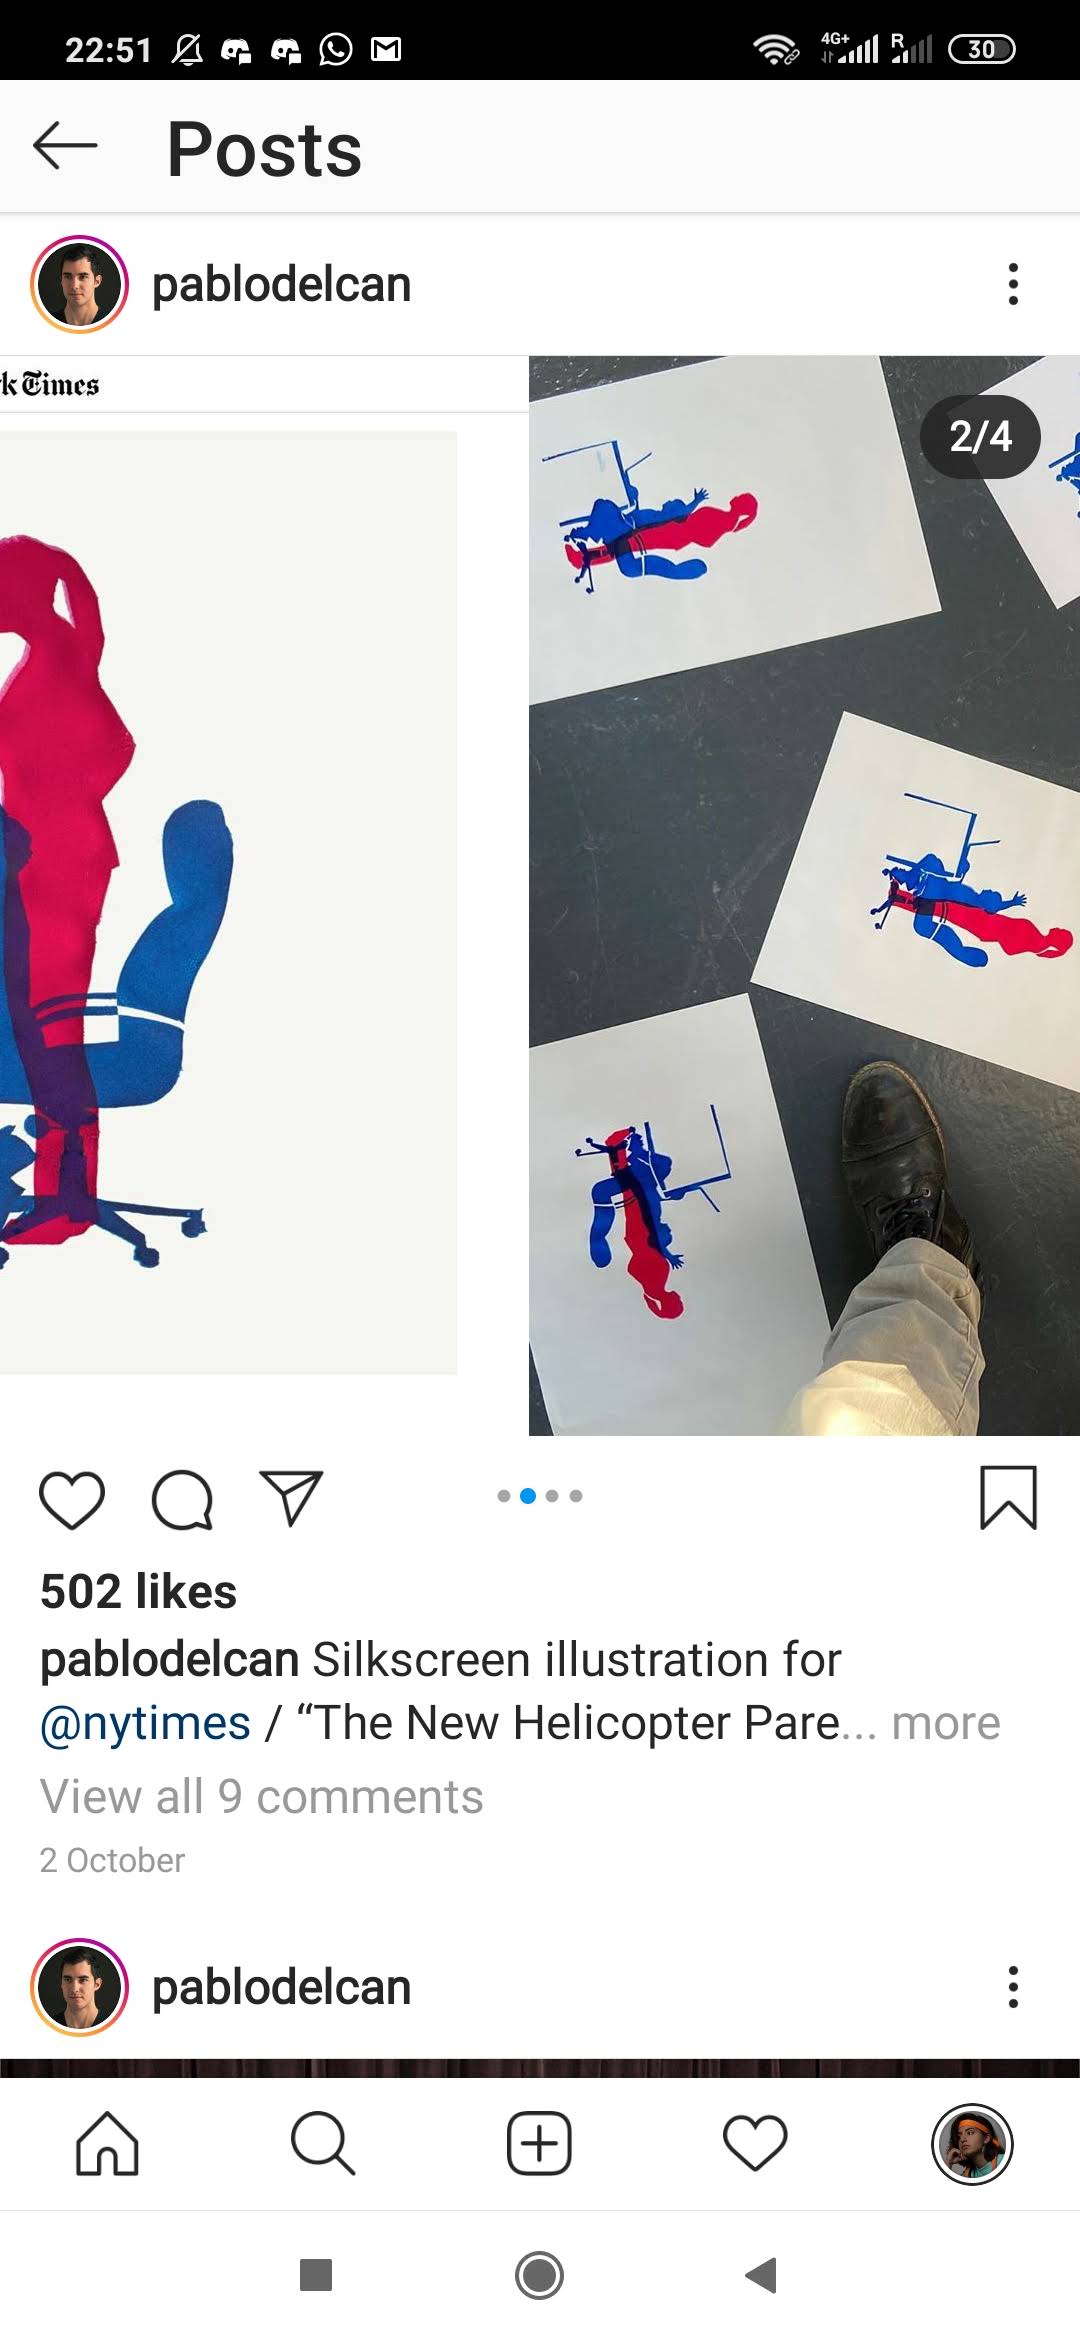 22:51
4G+
R
30
Posts
pablodelcan
k Times
2/4
502 likes
pablodelcan Silkscreen illustration for
@nytimes / “The New Helicopter Pare... more
View all 9 comments
2 October
pablodelcan